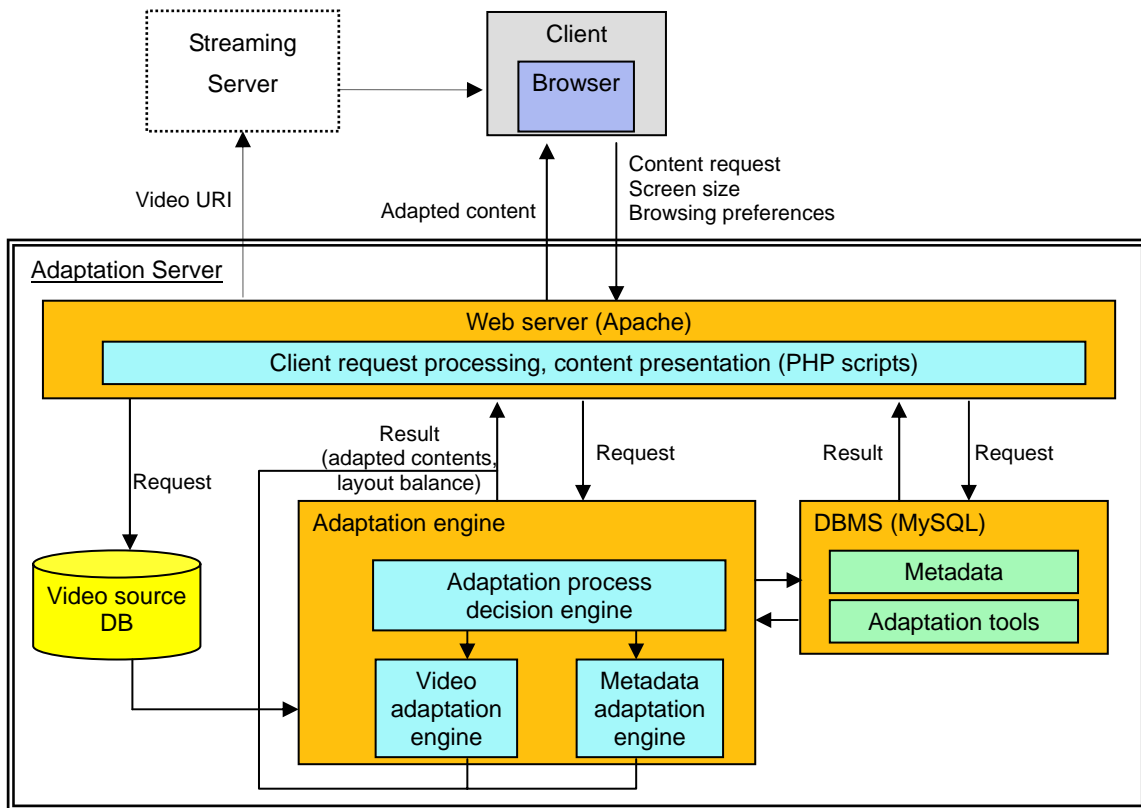 Streaming
Server
Client
Browser
Video URI
Adapted content
Content request
Screen size
Browsing preferences
Adaptation Server
Web server (Apache)
Client request processing, content presentation (PHP scripts)
Request
Result
(adapted contents,
layout balance)
Request
Result
Request
Video source
DB
Adaptation engine
Adaptation process
decision engine
Video
adaptation
engine
Metadata
adaptation
engine
DBMS (MySQL)
Metadata
Adaptation tools